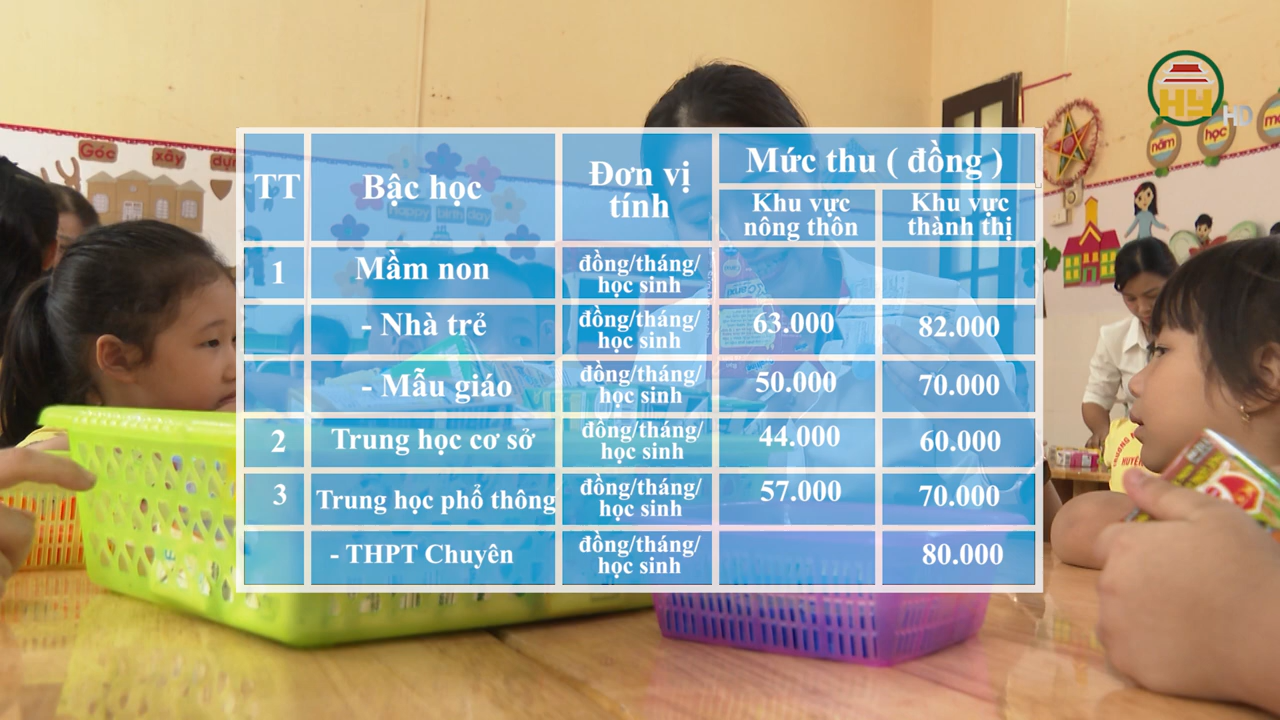 HY HD
năm học mới
Góc xây dựng
Happy birthday
TT Bậc học Đơn vị tính Mức thu ( đồng )
Khu vực nông thôn Khu vực thành thị
1 Mầm non đồng/tháng/ học sinh
- Nhà trẻ đồng/tháng/ học sinh 63.000 82.000
- Mẫu giáo đồng/tháng/ học sinh 50.000 70.000
2 Trung học cơ sở đồng/tháng/ học sinh 44.000 60.000
3 Trung học phổ thông đồng/tháng/ học sinh 57.000 70.000
- THPT Chuyên đồng/tháng/ học sinh 80.000